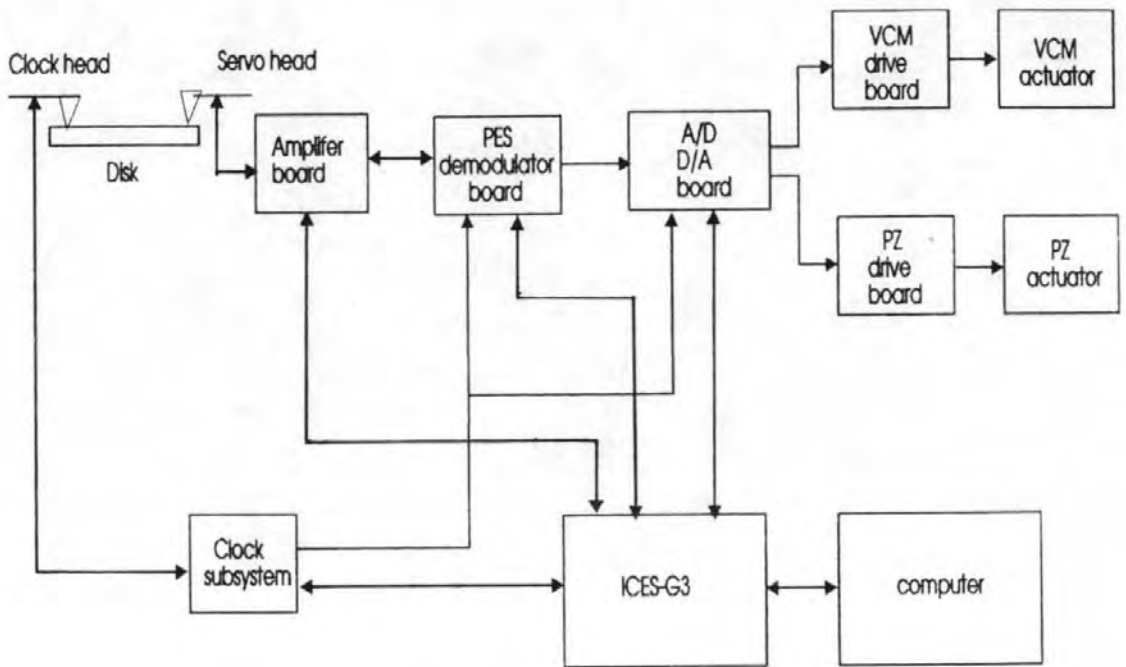 Clock head
Servo head
Disk
Amplifer
board
PES
demodulator
board
A/D
D/A
board
VCM
drive
board
VCM
actuator
PZ
drive
board
PZ
actuator
Clock
subsystem
ICES-G3
computer